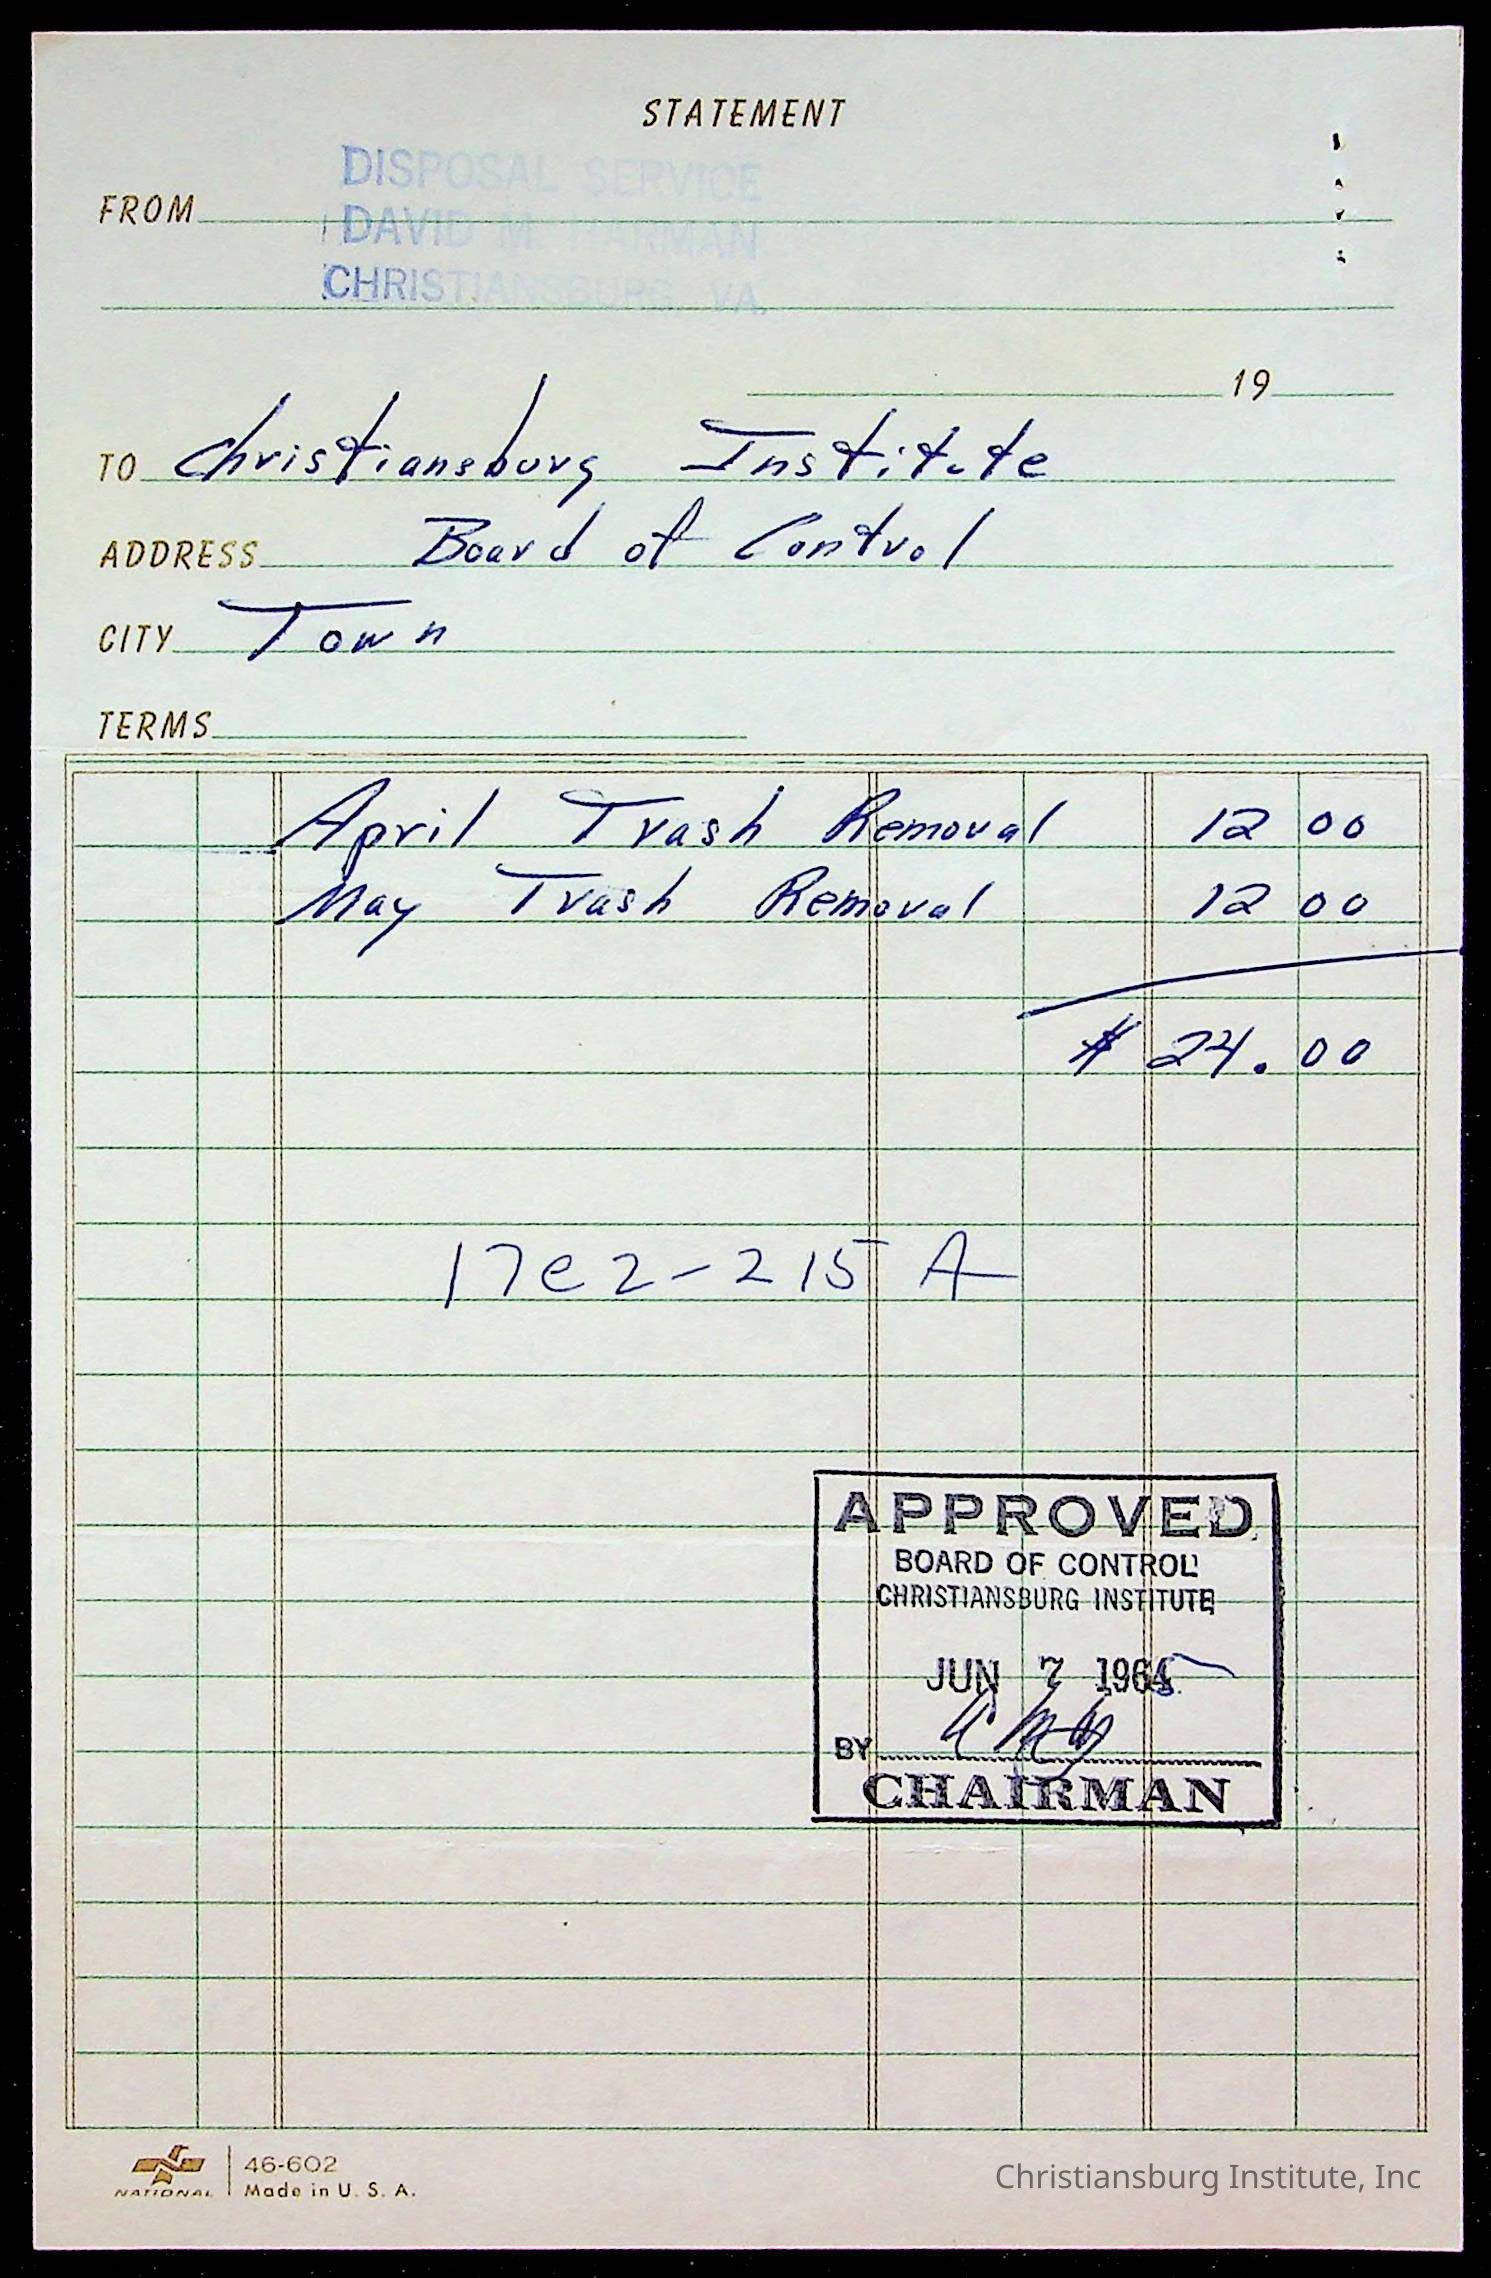 STATEMENT
DISPOSAL SERVICE
FROM DAVID M. HARMAN
CHRISTIANSBURG, VA.
19
TO Christiansburg Institute
ADDRESS Board of Control
CITY Town
TERMS
April Trash Removal 12 00
May Trash Removal 12 00
$ 24.00
17e2-215 A
APPROVED
BOARD OF CONTROL
CHRISTIANSBURG INSTITUTE
JUN 7 1965
BY
CHAIRMAN
NATIONAL
46-602
Made in U. S. A.
Christiansburg Institute, Inc